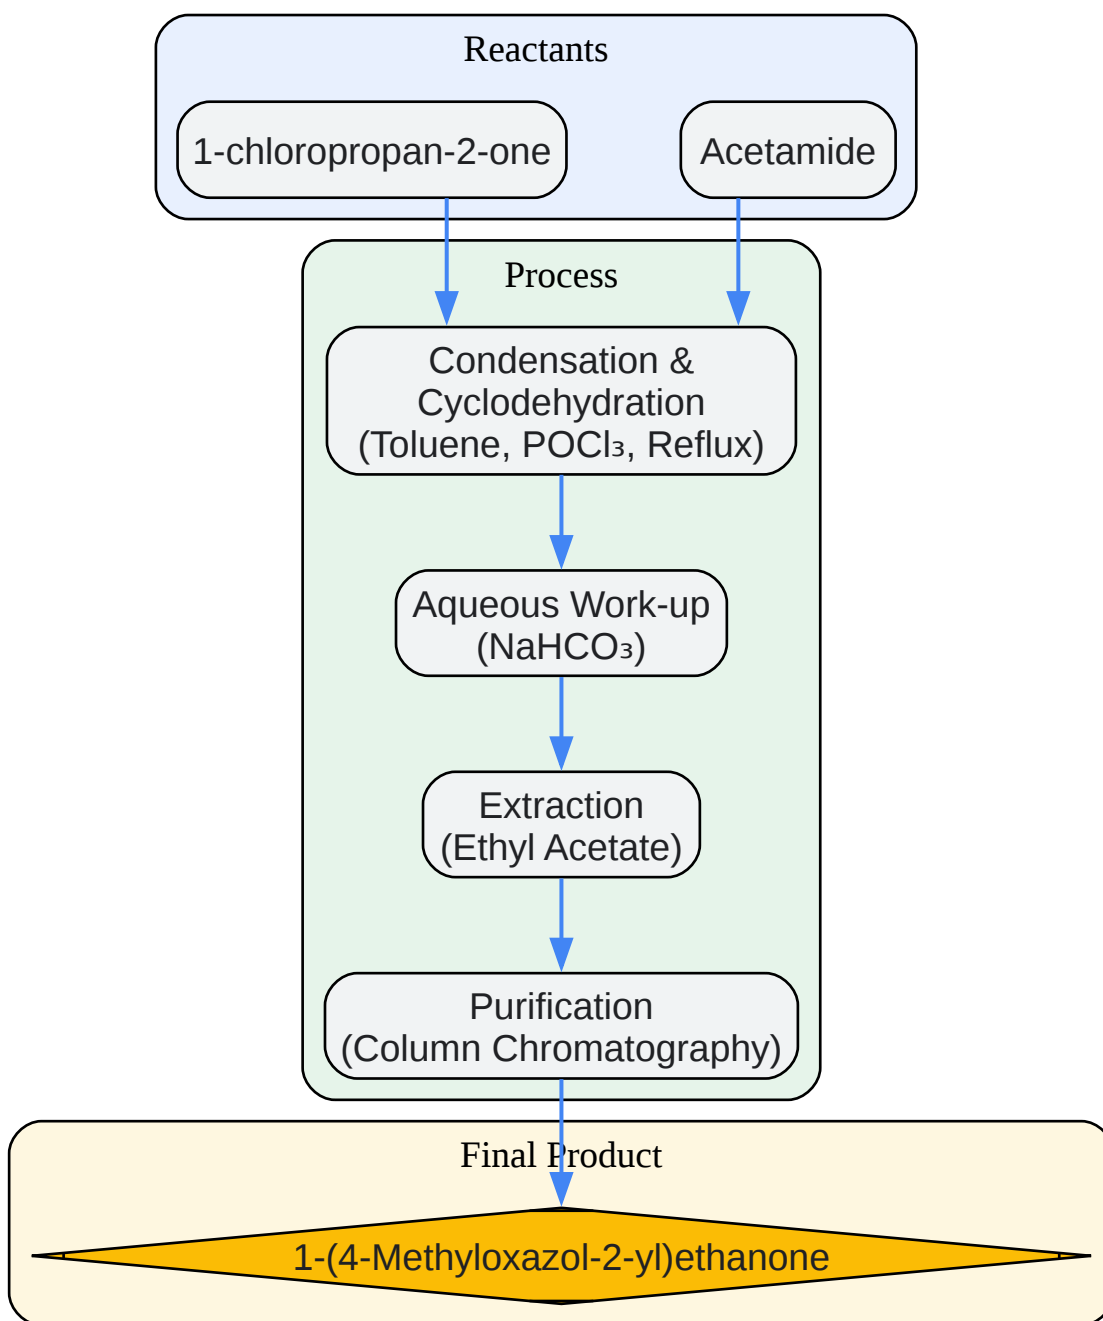 Reactants
1-chloropropan-2-one
Acetamide
Process
Condensation &
Cyclodehydration
(Toluene, POCl₃, Reflux)
Aqueous Work-up
(NaHCO₃)
Extraction
(Ethyl Acetate)
Purification
(Column Chromatography)
Final Product
1-(4-Methyloxazol-2-yl)ethanone